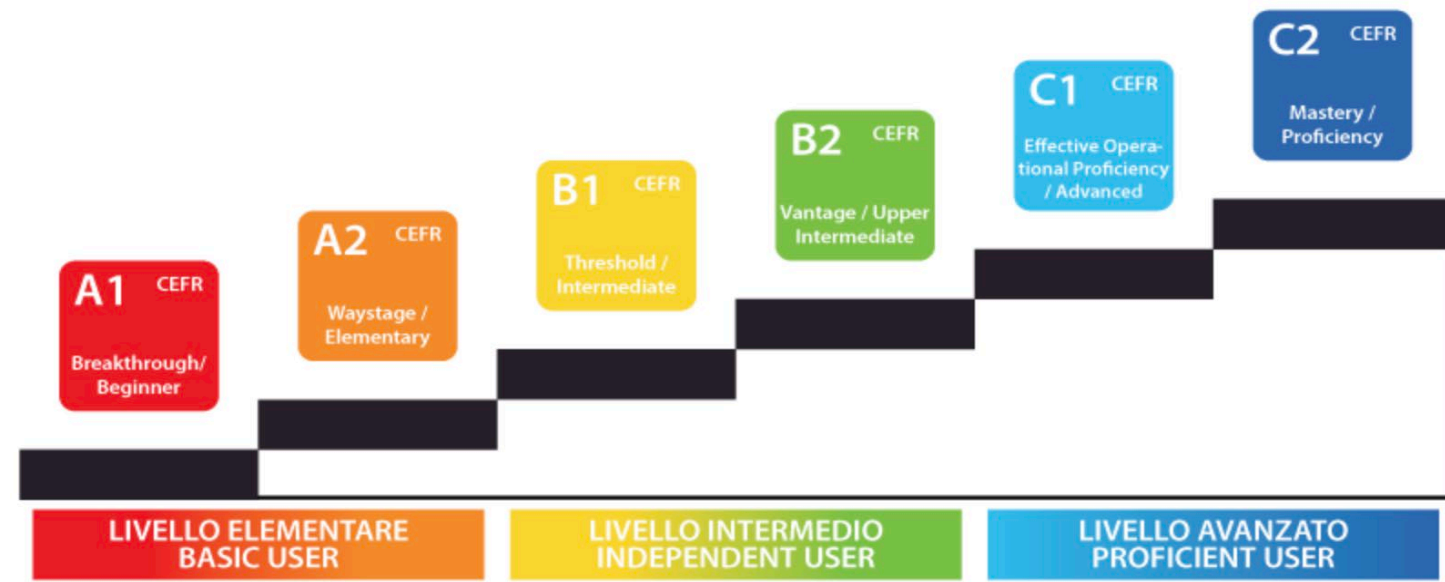 A1 CEFR
Breakthrough/
Beginner
A2 CEFR
Waystage /
Elementary
B1 CEFR
Threshold /
Intermediate
B2 CEFR
Vantage / Upper
Intermediate
C1 CEFR
Effective Opera-
tional Proficiency
/ Advanced
C2 CEFR
Mastery /
Proficiency
LIVELLO ELEMENTARE
BASIC USER
LIVELLO INTERMEDIO
INDEPENDENT USER
LIVELLO AVANZATO
PROFICIENT USER